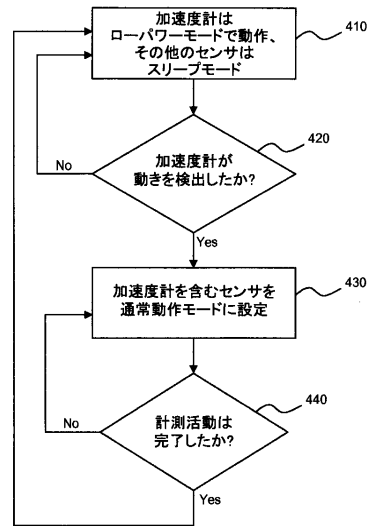 加速度計は
ローパワーモードで動作、
その他のセンサは
スリープモード
410
加速度計が
動きを検出したか?
420
No
Yes
加速度計を含むセンサを
通常動作モードに設定
430
計測活動は
完了したか?
440
No
Yes